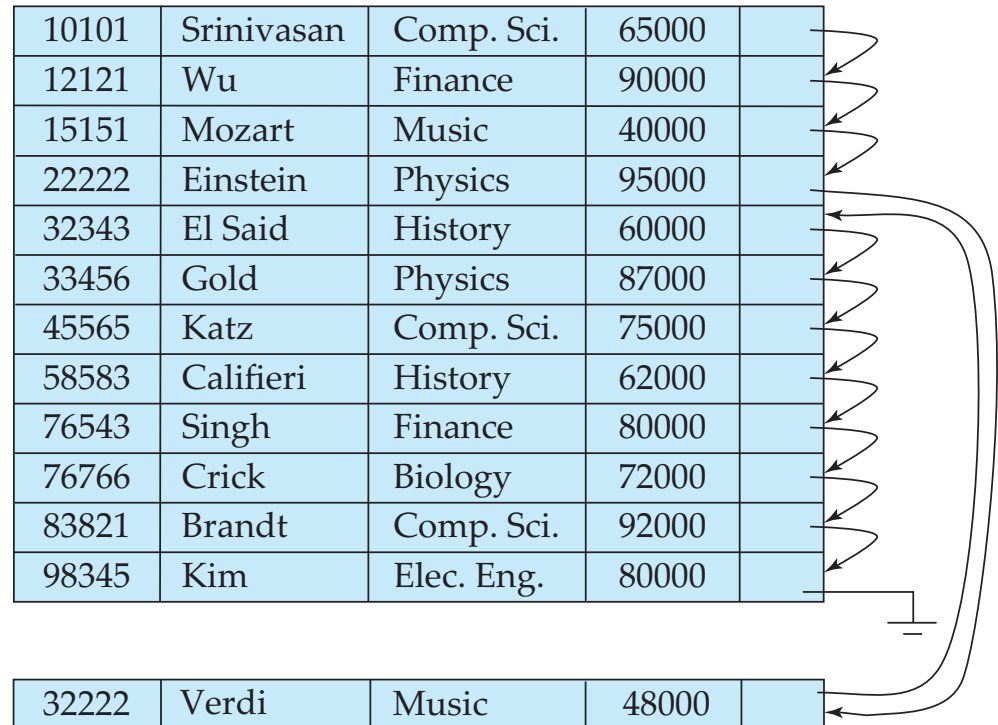 10101 Srinivasan Comp. Sci. 65000
12121 Wu Finance 90000
15151 Mozart Music 40000
22222 Einstein Physics 95000
32343 El Said History 60000
33456 Gold Physics 87000
45565 Katz Comp. Sci. 75000
58583 Califieri History 62000
76543 Singh Finance 80000
76766 Crick Biology 72000
83821 Brandt Comp. Sci. 92000
98345 Kim Elec. Eng. 80000
32222 Verdi Music 48000